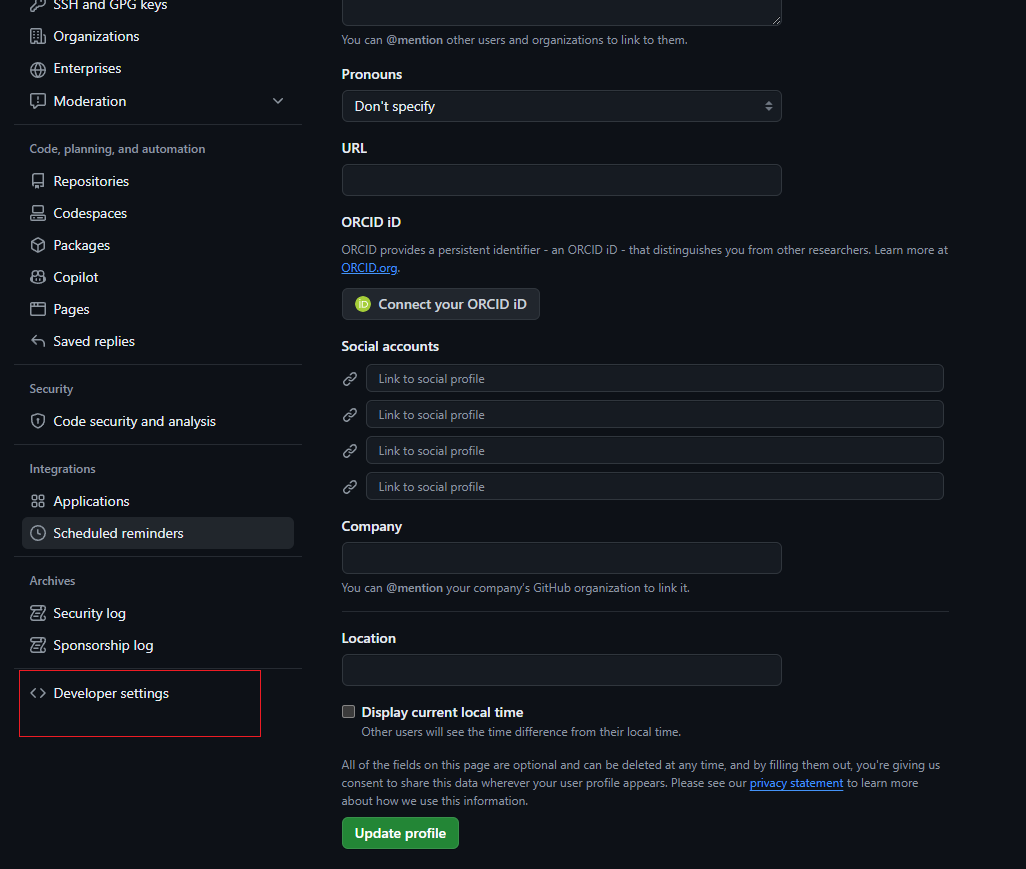 SSH and GPG keys
Organizations
Enterprises
Moderation
Code, planning, and automation
Repositories
Codespaces
Packages
Copilot
Pages
Saved replies
Security
Code security and analysis
Integrations
Applications
Scheduled reminders
Archives
Security log
Sponsorship log
Developer settings
You can @mention other users and organizations to link to them.
Pronouns
Don't specify
URL
ORCID iD
ORCID provides a persistent identifier - an ORCID iD - that distinguishes you from other researchers. Learn more at
ORCID.org.
iD Connect your ORCID iD
Social accounts
Link to social profile
Link to social profile
Link to social profile
Link to social profile
Company
You can @mention your company's GitHub organization to link it.
Location
Display current local time
Other users will see the time difference from their local time.
All of the fields on this page are optional and can be deleted at any time, and by filling them out, you're giving us
consent to share this data wherever your user profile appears. Please see our privacy statement to learn more
about how we use this information.
Update profile